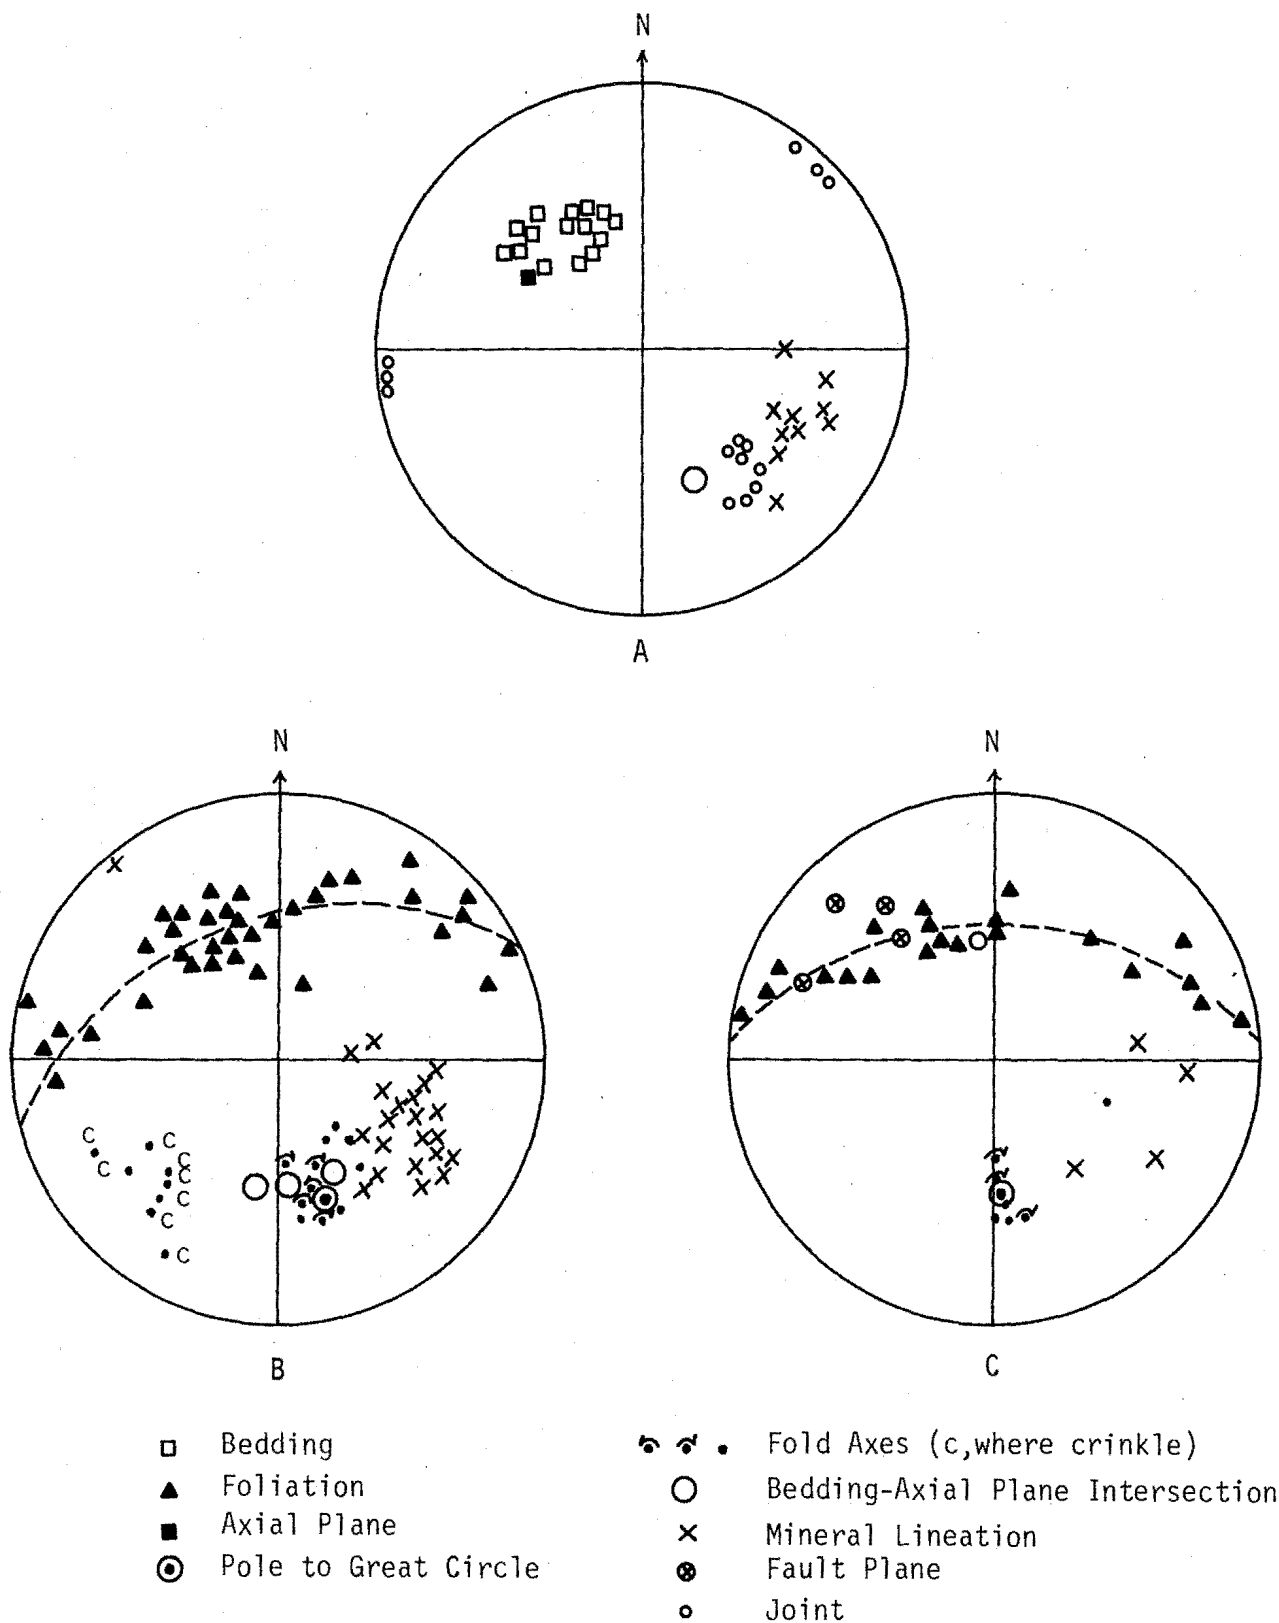 N
A
N
N
C
C
C
C
C
C
C
C
B
C
Bedding
Foliation
Axial Plane
Pole to Great Circle
Fold Axes (c,where crinkle)
Bedding-Axial Plane Intersection
Mineral Lineation
Fault Plane
Joint